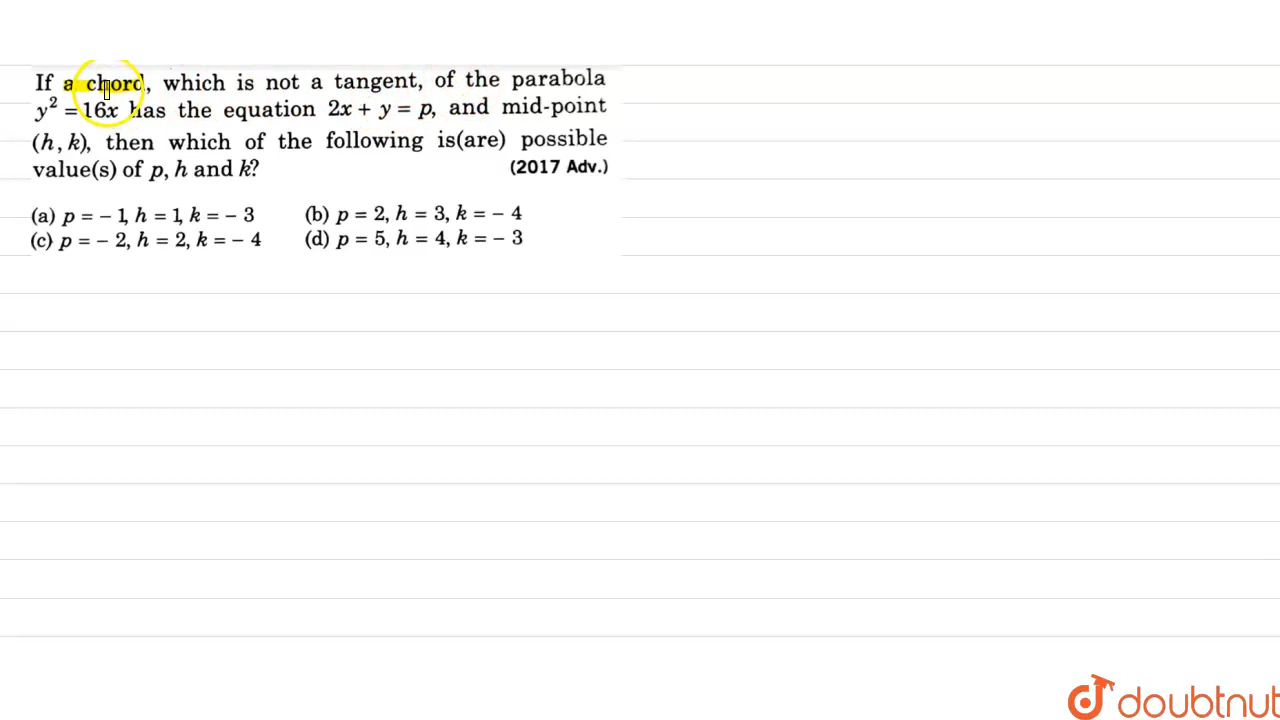 If a chord, which is not a tangent, of the parabola
y² = 16x has the equation 2x + y = p, and mid-point
(h, k), then which of the following is(are) possible
value(s) of p, h and k? (2017 Adv.)
(a) p = – 1, h = 1, k = – 3 (b) p = 2, h = 3, k = – 4
(c) p = – 2, h = 2, k = – 4 (d) p = 5, h = 4, k = – 3
doubtnut